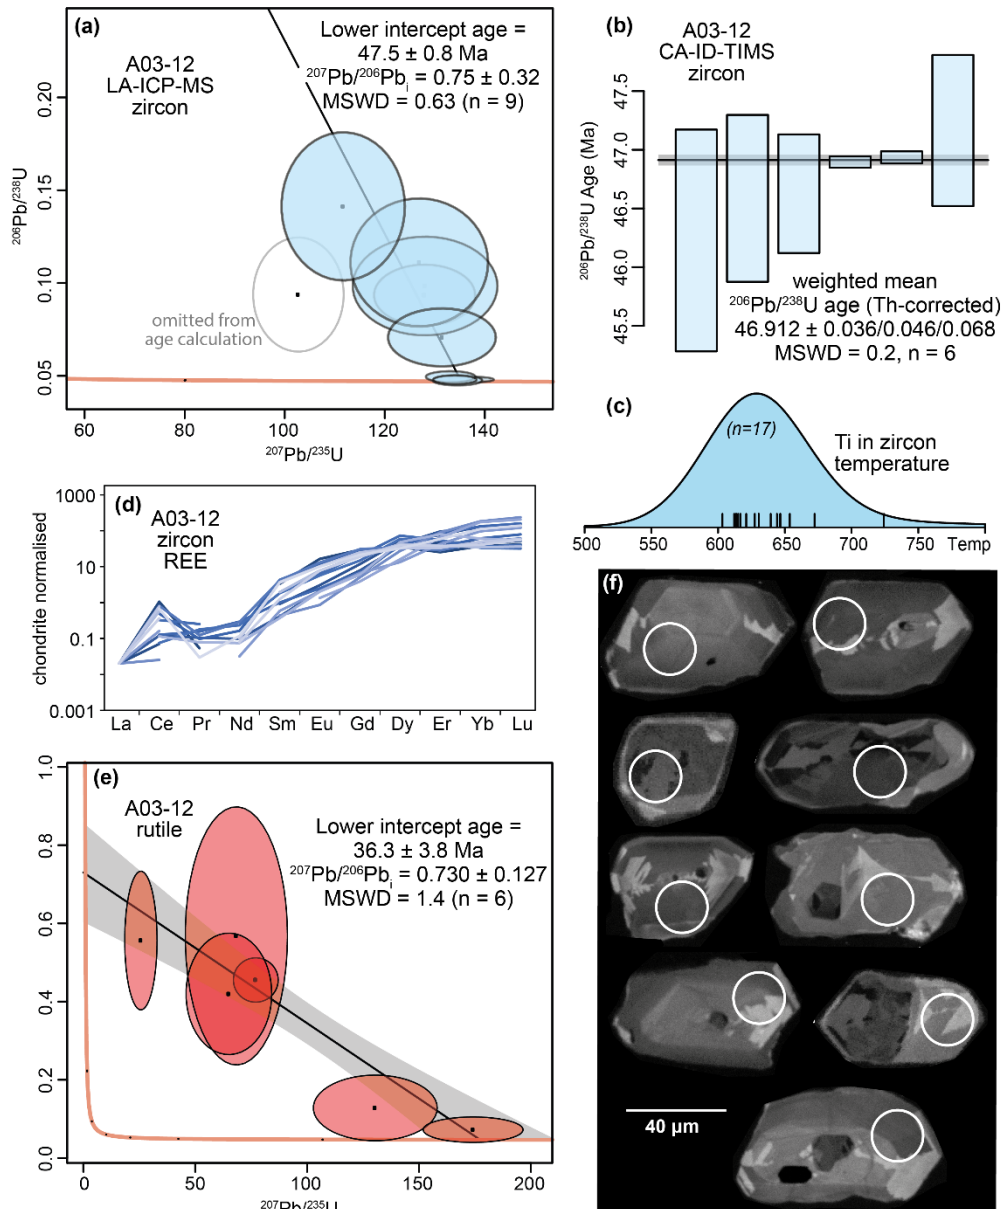 (a)
A03-12
LA-ICP-MS
zircon
Lower intercept age =
47.5 ± 0.8 Ma
²⁰⁷Pb/²⁰⁶Pbᵢ = 0.75 ± 0.32
MSWD = 0.63 (n = 9)
omitted from
age calculation
²⁰⁶Pb/²³⁸U
0.20
0.15
0.10
0.05
60 80 100 120 140
²⁰⁷Pb/²³⁵U
(b)
A03-12
CA-ID-TIMS
zircon
²⁰⁶Pb/²³⁸U Age (Ma)
47.5
47.0
46.5
46.0
45.5
weighted mean
²⁰⁶Pb/²³⁸U age (Th-corrected)
46.912 ± 0.036/0.046/0.068
MSWD = 0.2, n = 6
(c)
(n=17)
Ti in zircon
temperature
500 550 600 650 700 750 Temp
(d)
A03-12
zircon
REE
chondrite normalised
1000
10
0.1
0.001
La Ce Pr Nd Sm Eu Gd Dy Er Yb Lu
(e)
A03-12
rutile
Lower intercept age =
36.3 ± 3.8 Ma
²⁰⁷Pb/²⁰⁶Pbᵢ = 0.730 ± 0.127
MSWD = 1.4 (n = 6)
1.0
0.8
0.6
0.4
0.2
0.0
0 50 100 150 200
²⁰⁷Pb/²³⁵U
(f)
40 µm